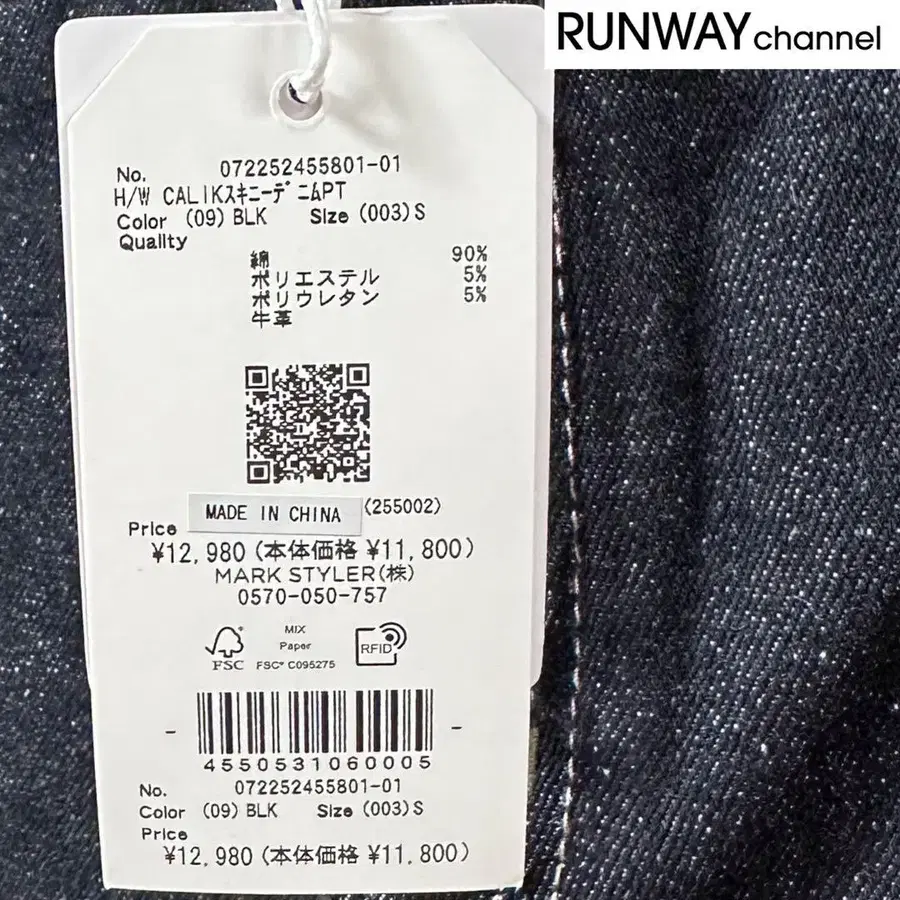 RUNWAY channel
No. 072252455801-01
H/W CALIKｽｷﾆｰﾃﾞﾆﾑPT
Color (09) BLK Size (003) S
Quality
綿 90%
ポリエステル 5%
ポリウレタン 5%
牛革
MADE IN CHINA (255002)
Price
¥12,980 (本体価格 ¥11,800)
MARK STYLER(株)
0570-050-757
MIX
Paper
FSC FSC® C095275
RFID
4550531060005
No. 072252455801-01
Color (09) BLK Size (003) S
Price
¥12,980 (本体価格 ¥11,800)